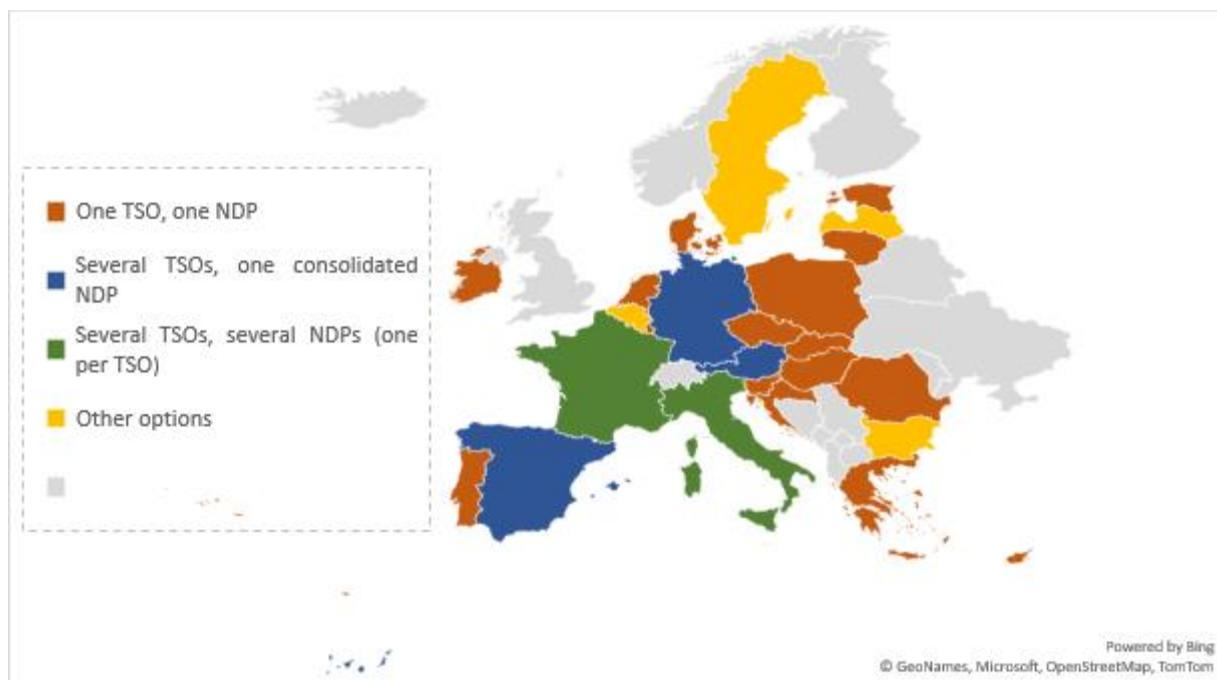 One TSO, one NDP
Several TSOs, one consolidated
NDP
Several TSOs, several NDPs (one
per TSO)
Other options
Powered by Bing
© GeoNames, Microsoft, OpenStreetMap, TomTom